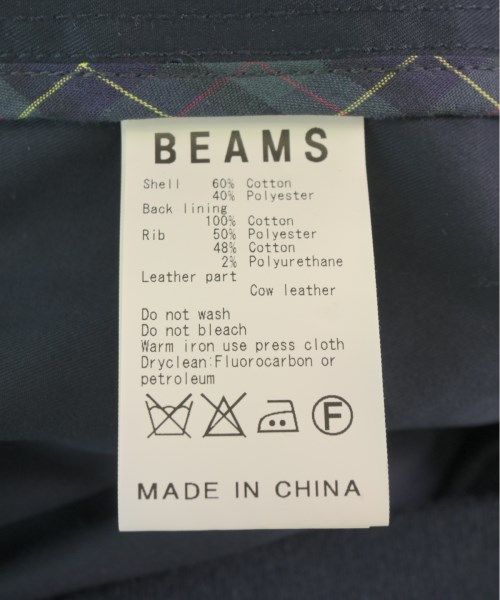 BEAMS
Shell 60% Cotton
40% Polyester
Back lining
100% Cotton
Rib 50% Polyester
48% Cotton
2% Polyurethane
Leather part
Cow leather
Do not wash
Do not bleach
Warm iron use press cloth
Dryclean:Fluorocarbon or
petroleum
F
MADE IN CHINA